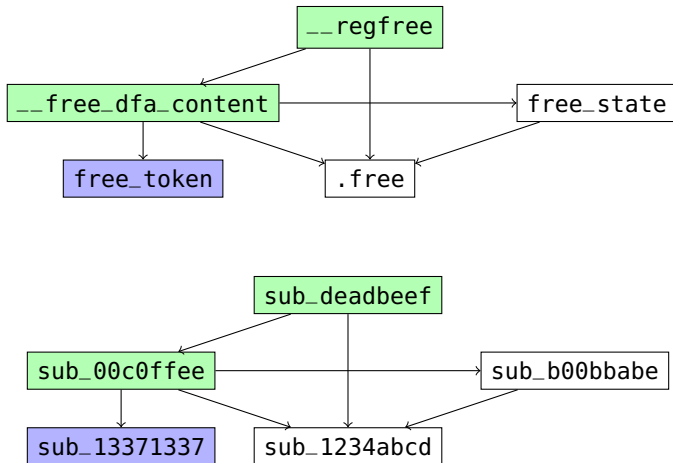 __regfree
__free_dfa_content
free_state
free_token
.free
sub_deadbeef
sub_00c0ffee
sub_b00bbabe
sub_13371337
sub_1234abcd